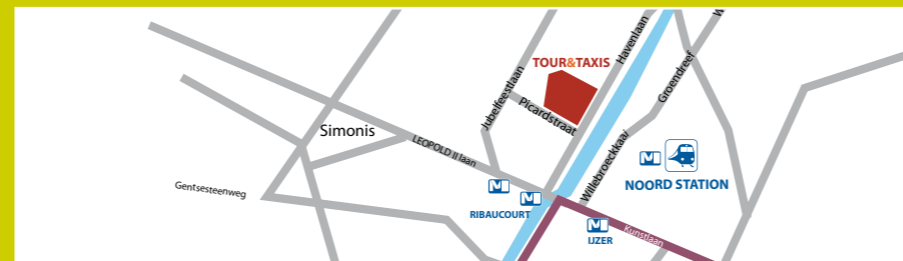 TOUR&TAXIS
Havenlaan
Groendreef
Jubelfeestlaan
Picardstraat
Simonis
LEOPOLD II laan
Willebroeckkaai
M
NOORD STATION
Gentsesteenweg
M
M
RIBAUCOURT
M
IJZER
Kunstlaan